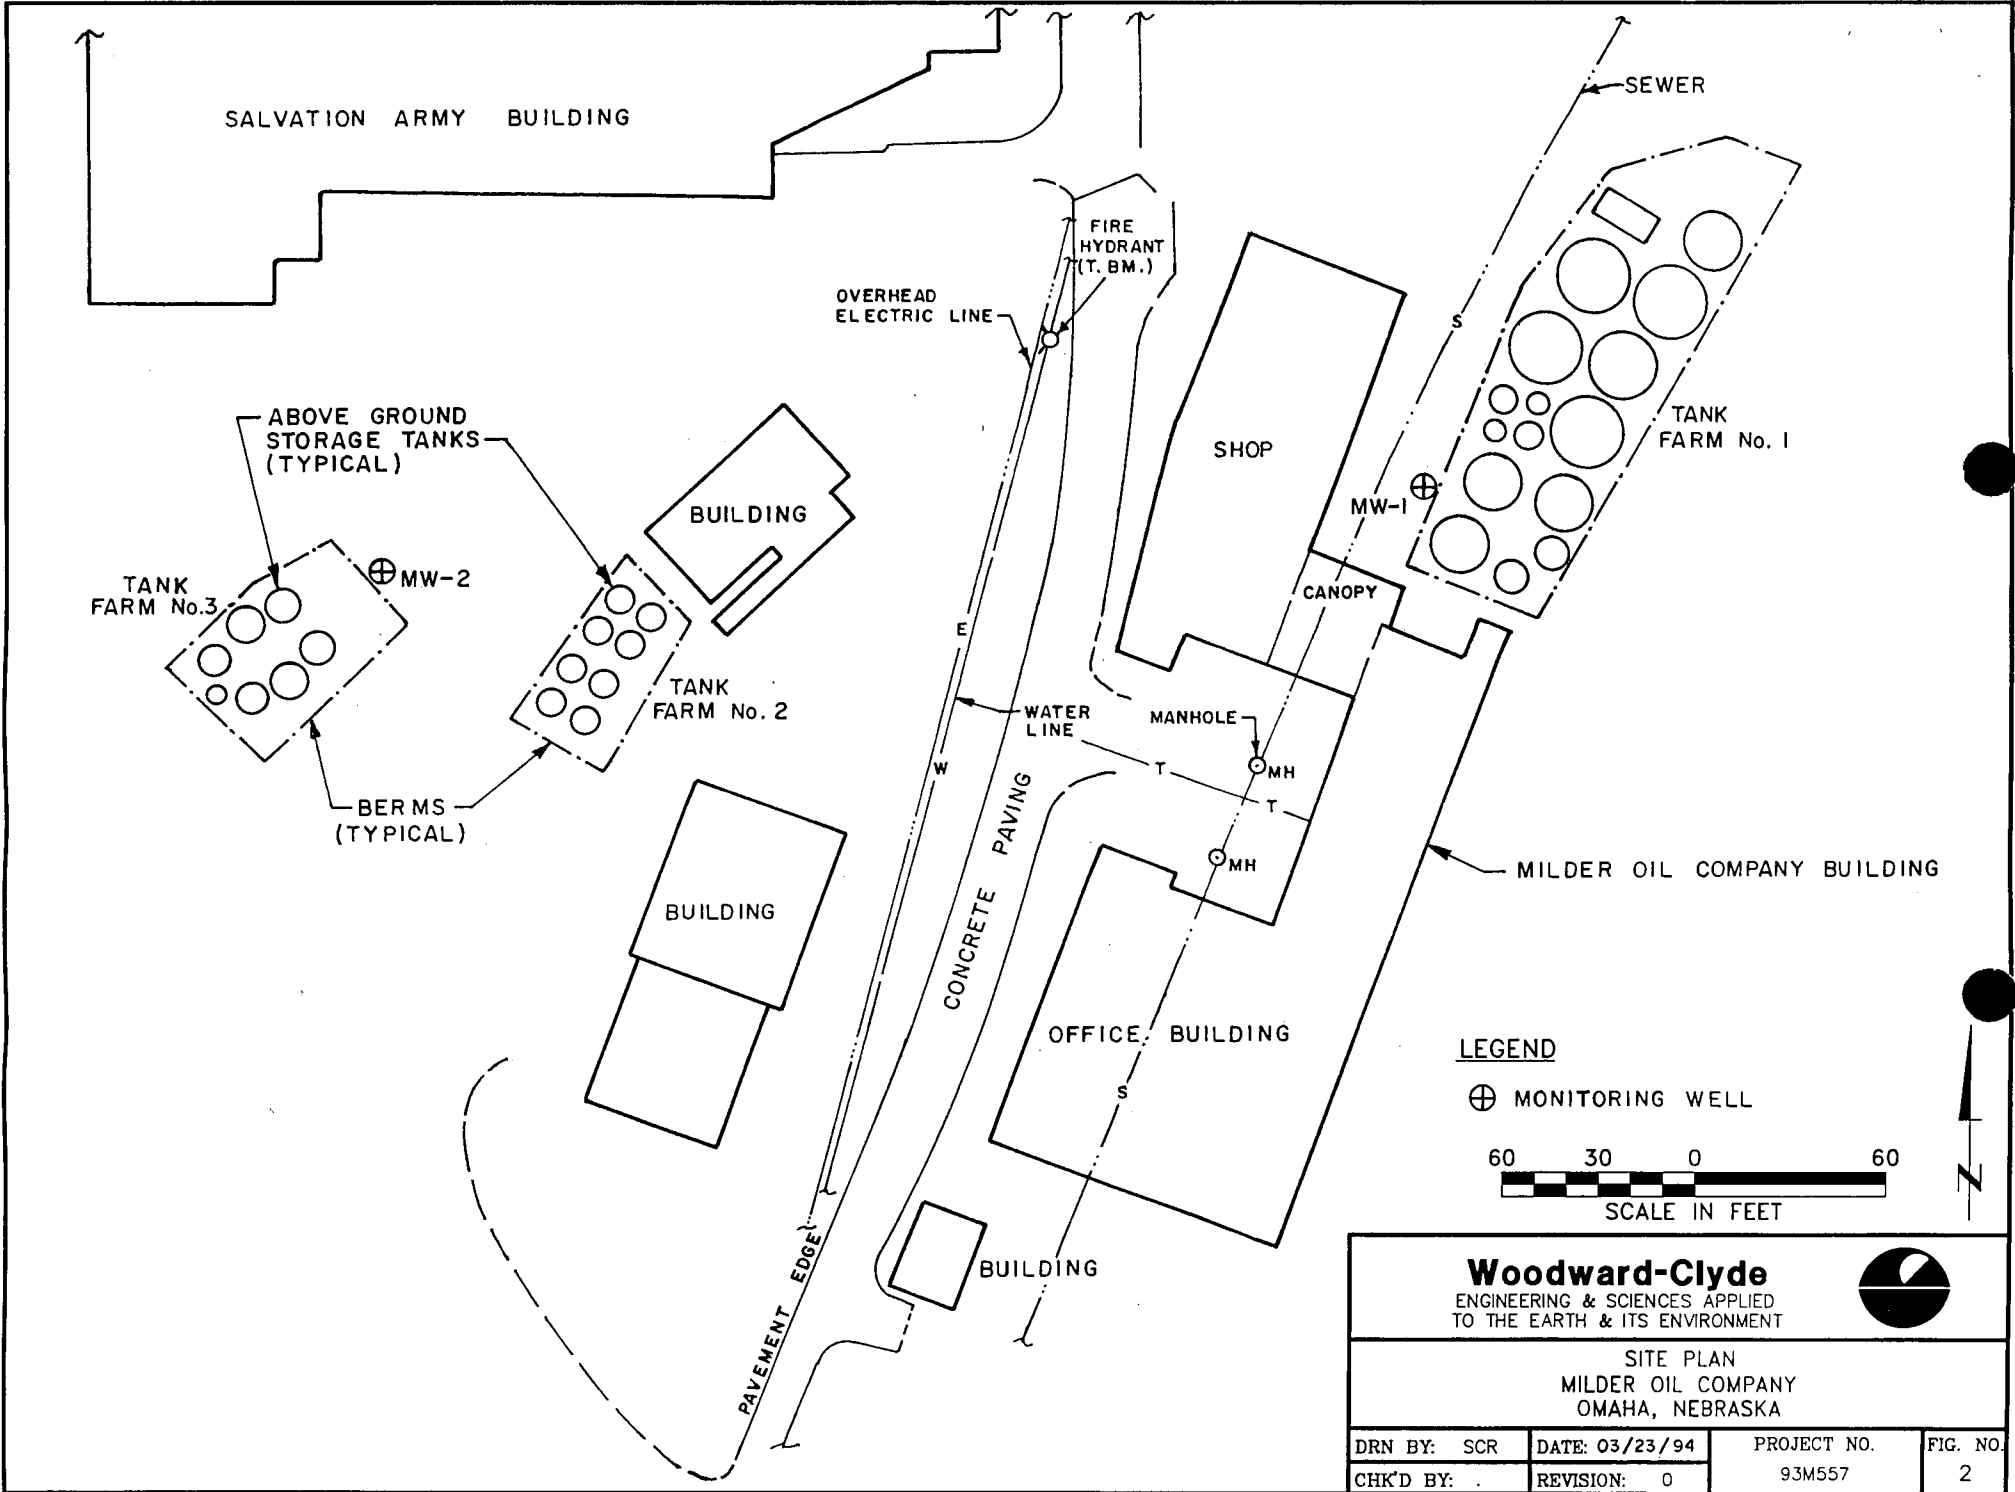 SEWER
SALVATION ARMY BUILDING
FIRE
HYDRANT
(T. BM.)
OVERHEAD
ELECTRIC LINE
S
ABOVE GROUND
STORAGE TANKS
(TYPICAL)
TANK
FARM No. 1
SHOP
MW-1
BUILDING
TANK
FARM No.3
MW-2
CANOPY
E
TANK
FARM No. 2
WATER
LINE
MANHOLE
MH
T
T
W
BERMS
(TYPICAL)
CONCRETE PAVING
MH
MILDER OIL COMPANY BUILDING
BUILDING
OFFICE BUILDING
S
LEGEND
MONITORING WELL
60 30 0 60
SCALE IN FEET
N
PAVEMENT EDGE
BUILDING
Woodward-Clyde
ENGINEERING & SCIENCES APPLIED
TO THE EARTH & ITS ENVIRONMENT
SITE PLAN
MILDER OIL COMPANY
OMAHA, NEBRASKA
DRN BY: SCR
DATE: 03/23/94
PROJECT NO.
93M557
FIG. NO.
2
CHK'D BY: .
REVISION: 0